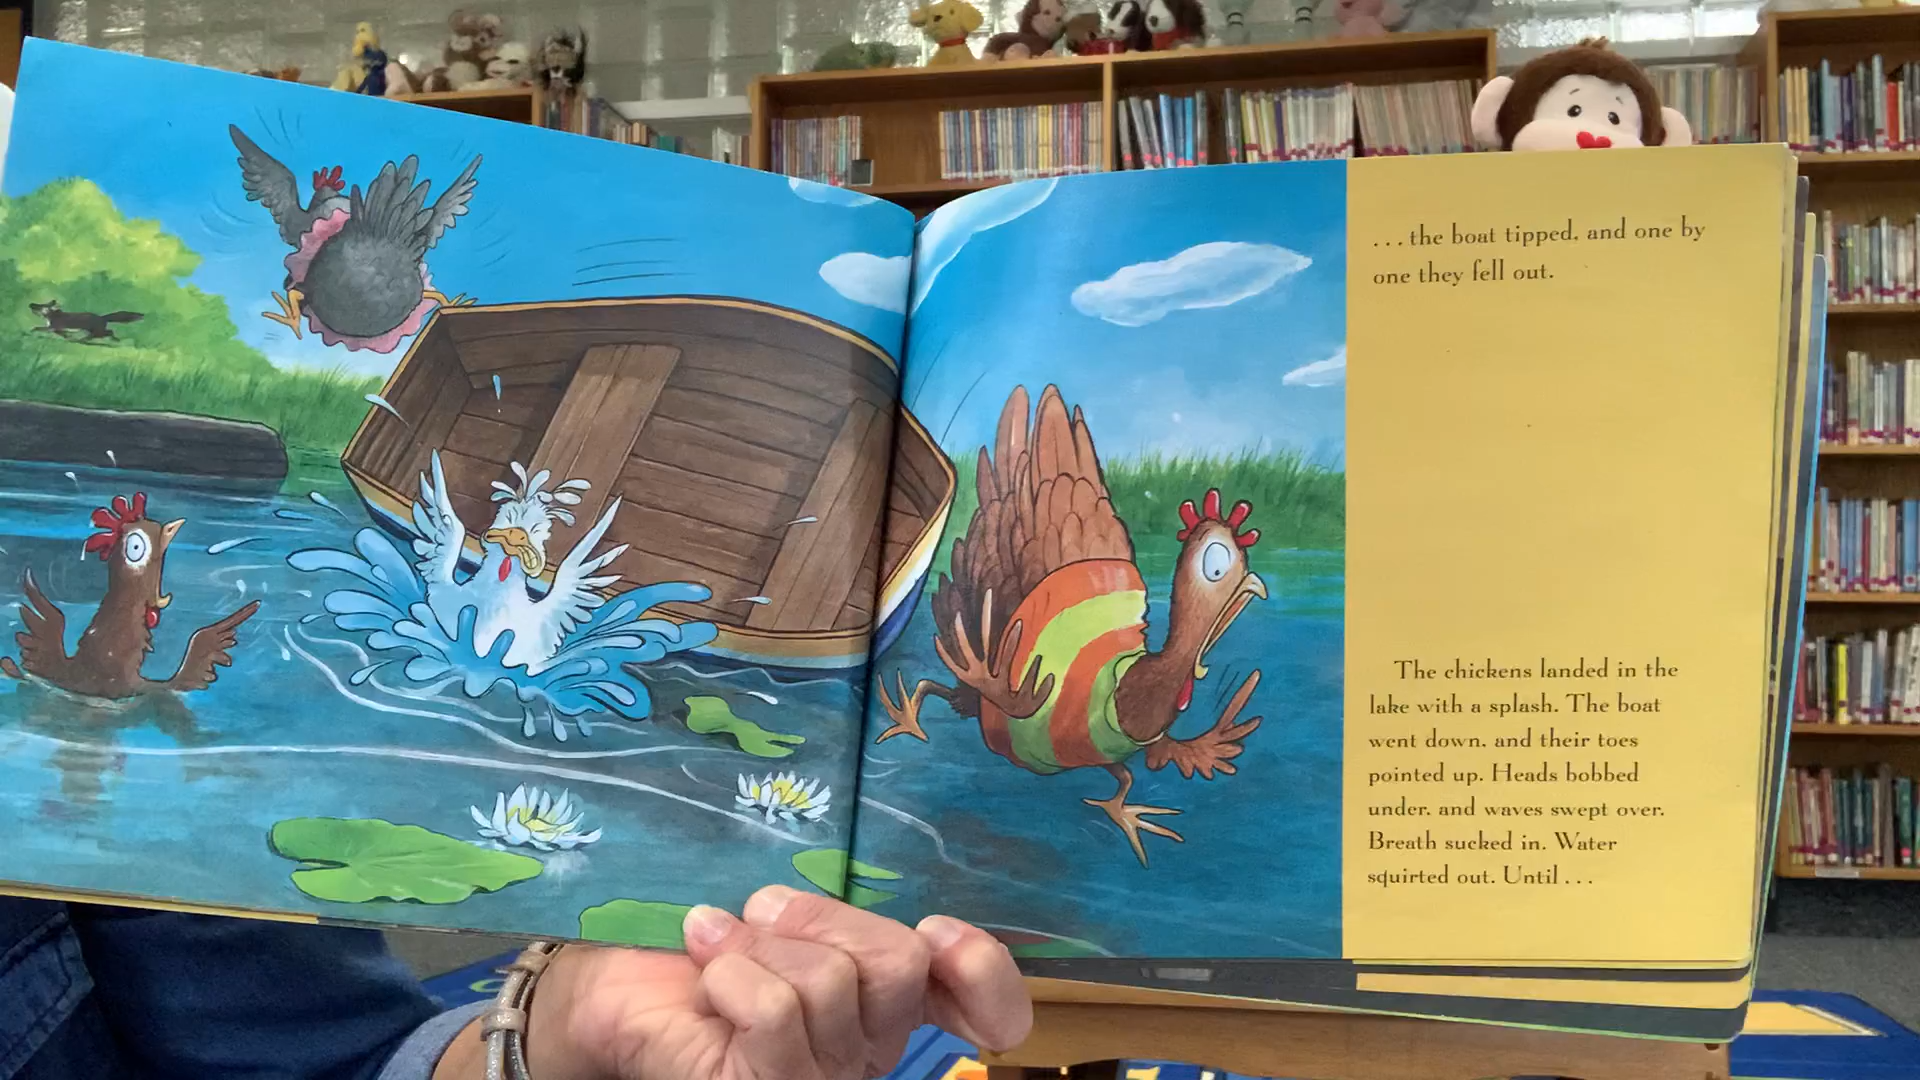 ...the boat tipped, and one by
one they fell out.
The chickens landed in the
lake with a splash. The boat
went down, and their toes
pointed up. Heads bobbed
under, and waves swept over.
Breath sucked in. Water
squirted out. Until...